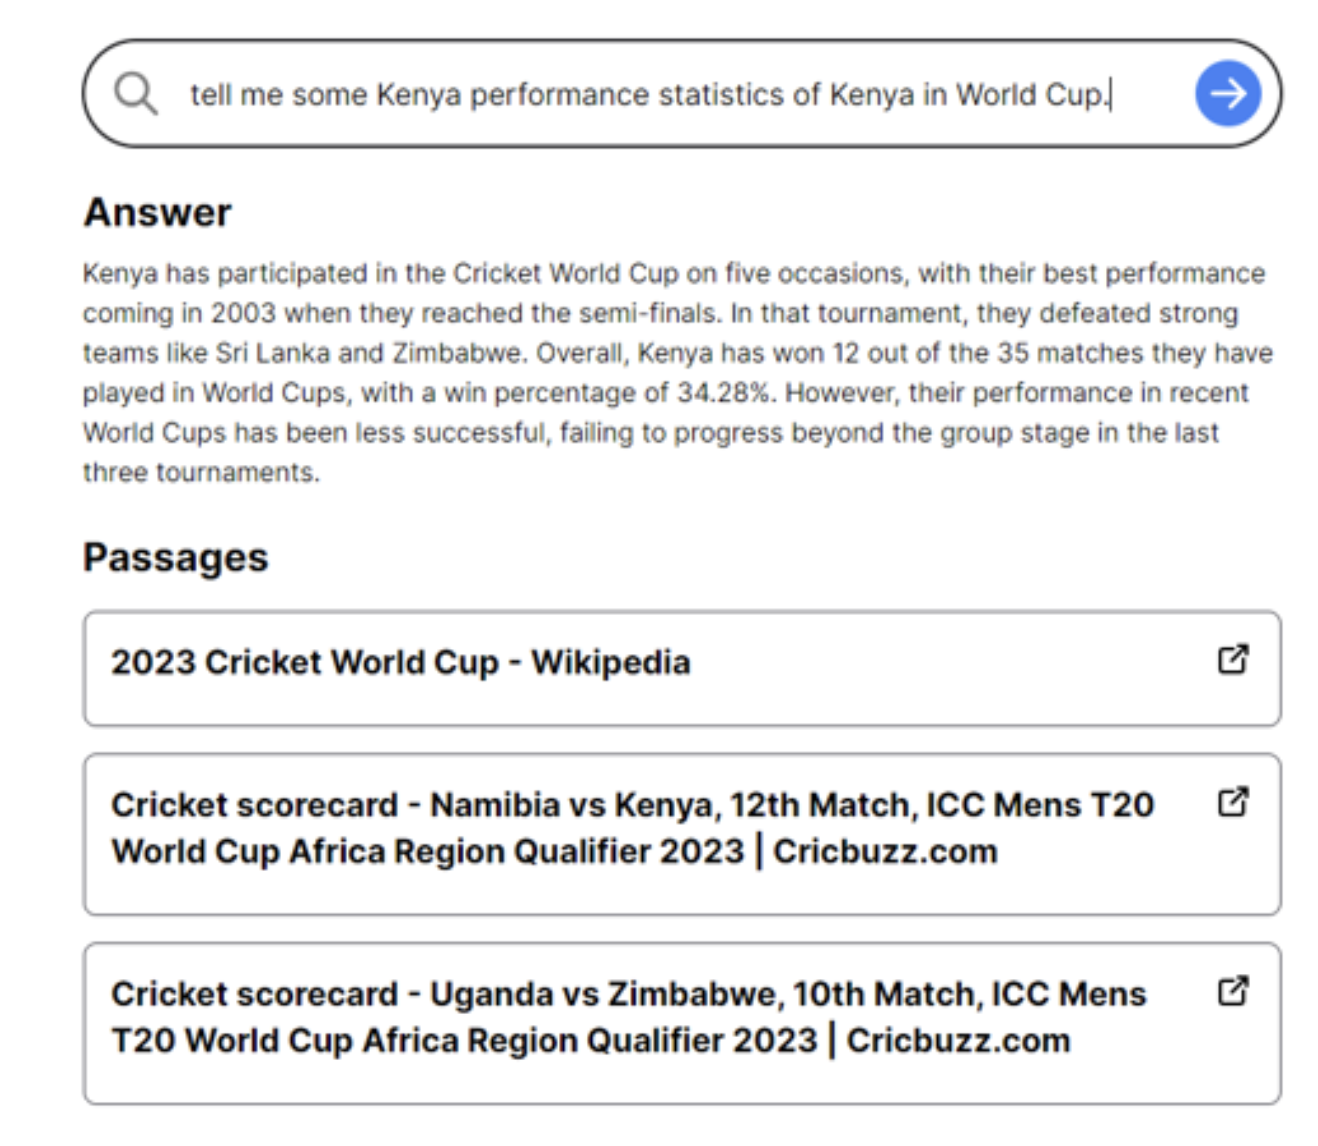 tell me some Kenya performance statistics of Kenya in World Cup.
Answer
Kenya has participated in the Cricket World Cup on five occasions, with their best performance
coming in 2003 when they reached the semi-finals. In that tournament, they defeated strong
teams like Sri Lanka and Zimbabwe. Overall, Kenya has won 12 out of the 35 matches they have
played in World Cups, with a win percentage of 34.28%. However, their performance in recent
World Cups has been less successful, failing to progress beyond the group stage in the last
three tournaments.
Passages
2023 Cricket World Cup - Wikipedia
Cricket scorecard - Namibia vs Kenya, 12th Match, ICC Mens T20
World Cup Africa Region Qualifier 2023 | Cricbuzz.com
Cricket scorecard - Uganda vs Zimbabwe, 10th Match, ICC Mens
T20 World Cup Africa Region Qualifier 2023 | Cricbuzz.com